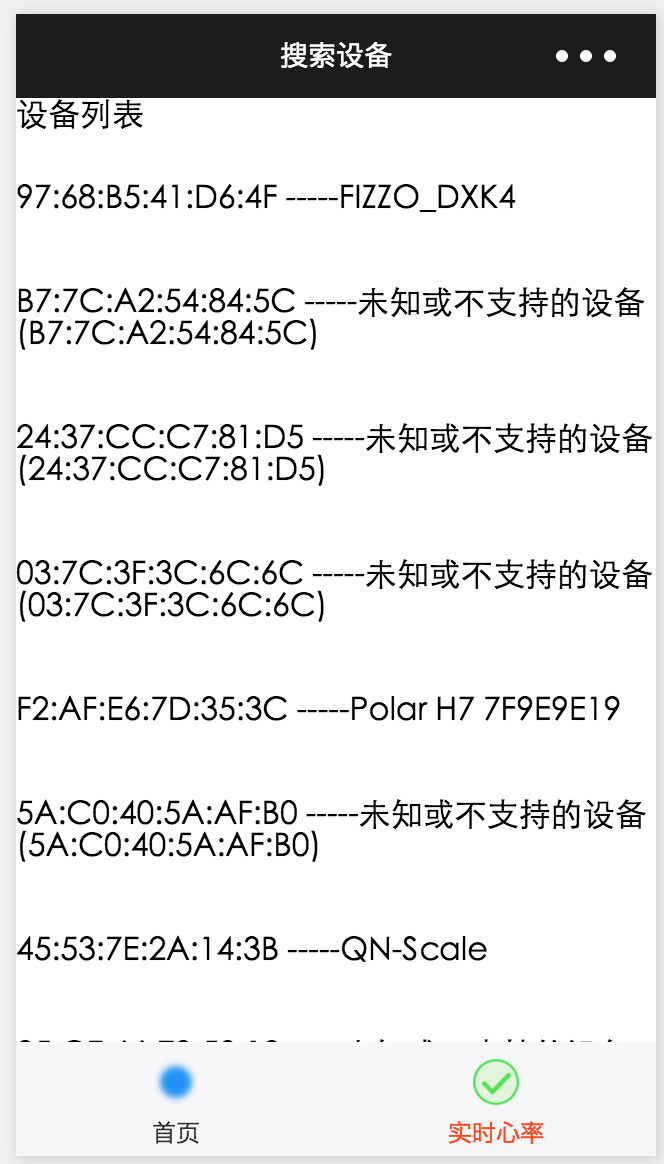 搜索设备
设备列表
97:68:B5:41:D6:4F -----FIZZO_DXK4
B7:7C:A2:54:84:5C -----未知或不支持的设备
(B7:7C:A2:54:84:5C)
24:37:CC:C7:81:D5 -----未知或不支持的设备
(24:37:CC:C7:81:D5)
03:7C:3F:3C:6C:6C -----未知或不支持的设备
(03:7C:3F:3C:6C:6C)
F2:AF:E6:7D:35:3C -----Polar H7 7F9E9E19
5A:C0:40:5A:AF:B0 -----未知或不支持的设备
(5A:C0:40:5A:AF:B0)
45:53:7E:2A:14:3B -----QN-Scale
首页
实时心率